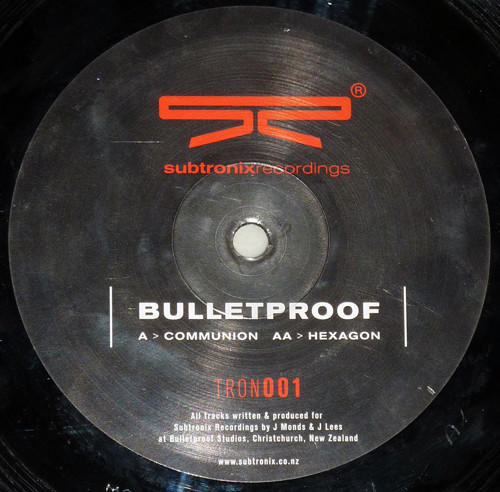 ®
subtronixrecordings
BULLETPROOF
A > COMMUNION AA > HEXAGON
TRON001
All Tracks written & produced for
Subtronix Recordings by J Monds & J Lees
at Bulletproof Studios, Christchurch, New Zealand
www.subtronix.co.nz